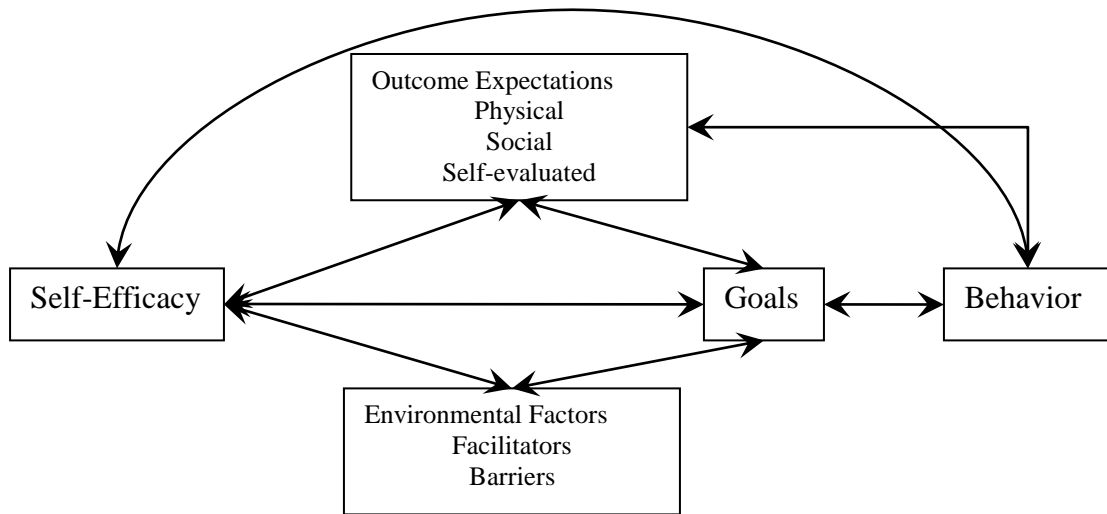 Outcome Expectations
Physical
Social
Self-evaluated
Self-Efficacy
Goals
Behavior
Environmental Factors
Facilitators
Barriers